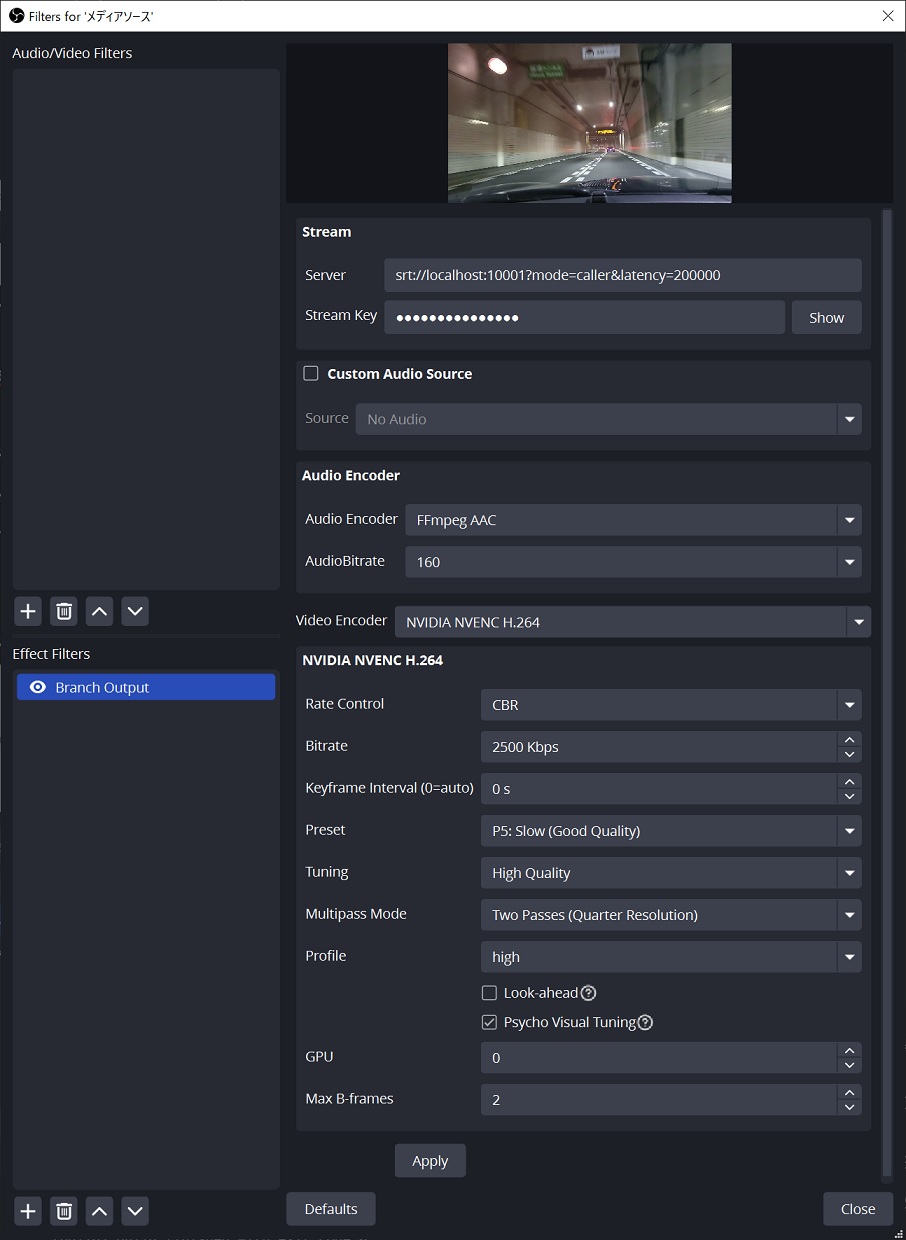 Filters for 'メディアソース'
Audio/Video Filters
Stream
Server
srt://localhost:10001?mode=caller&latency=200000
Stream Key
●●●●●●●●●●●●●●●
Show
Custom Audio Source
Source
No Audio
Audio Encoder
Audio Encoder
FFmpeg AAC
AudioBitrate
160
Video Encoder
NVIDIA NVENC H.264
Effect Filters
Branch Output
NVIDIA NVENC H.264
Rate Control
CBR
Bitrate
2500 Kbps
Keyframe Interval (0=auto)
0 s
Preset
P5: Slow (Good Quality)
Tuning
High Quality
Multipass Mode
Two Passes (Quarter Resolution)
Profile
high
Look-ahead
Psycho Visual Tuning
GPU
0
Max B-frames
2
Apply
Defaults
Close